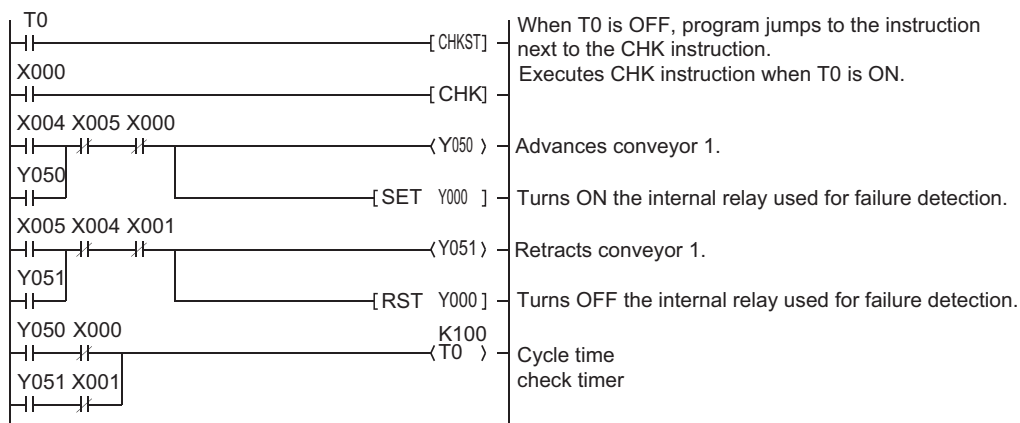 T0
[ CHKST]
When T0 is OFF, program jumps to the instruction
next to the CHK instruction.
X000
[ CHK]
Executes CHK instruction when T0 is ON.
X004 X005 X000
Y050
Advances conveyor 1.
Y050
[ SET Y000 ]
Turns ON the internal relay used for failure detection.
X005 X004 X001
Y051
Retracts conveyor 1.
Y051
[ RST Y000 ]
Turns OFF the internal relay used for failure detection.
Y050 X000
K100
T0
Cycle time
check timer
Y051 X001